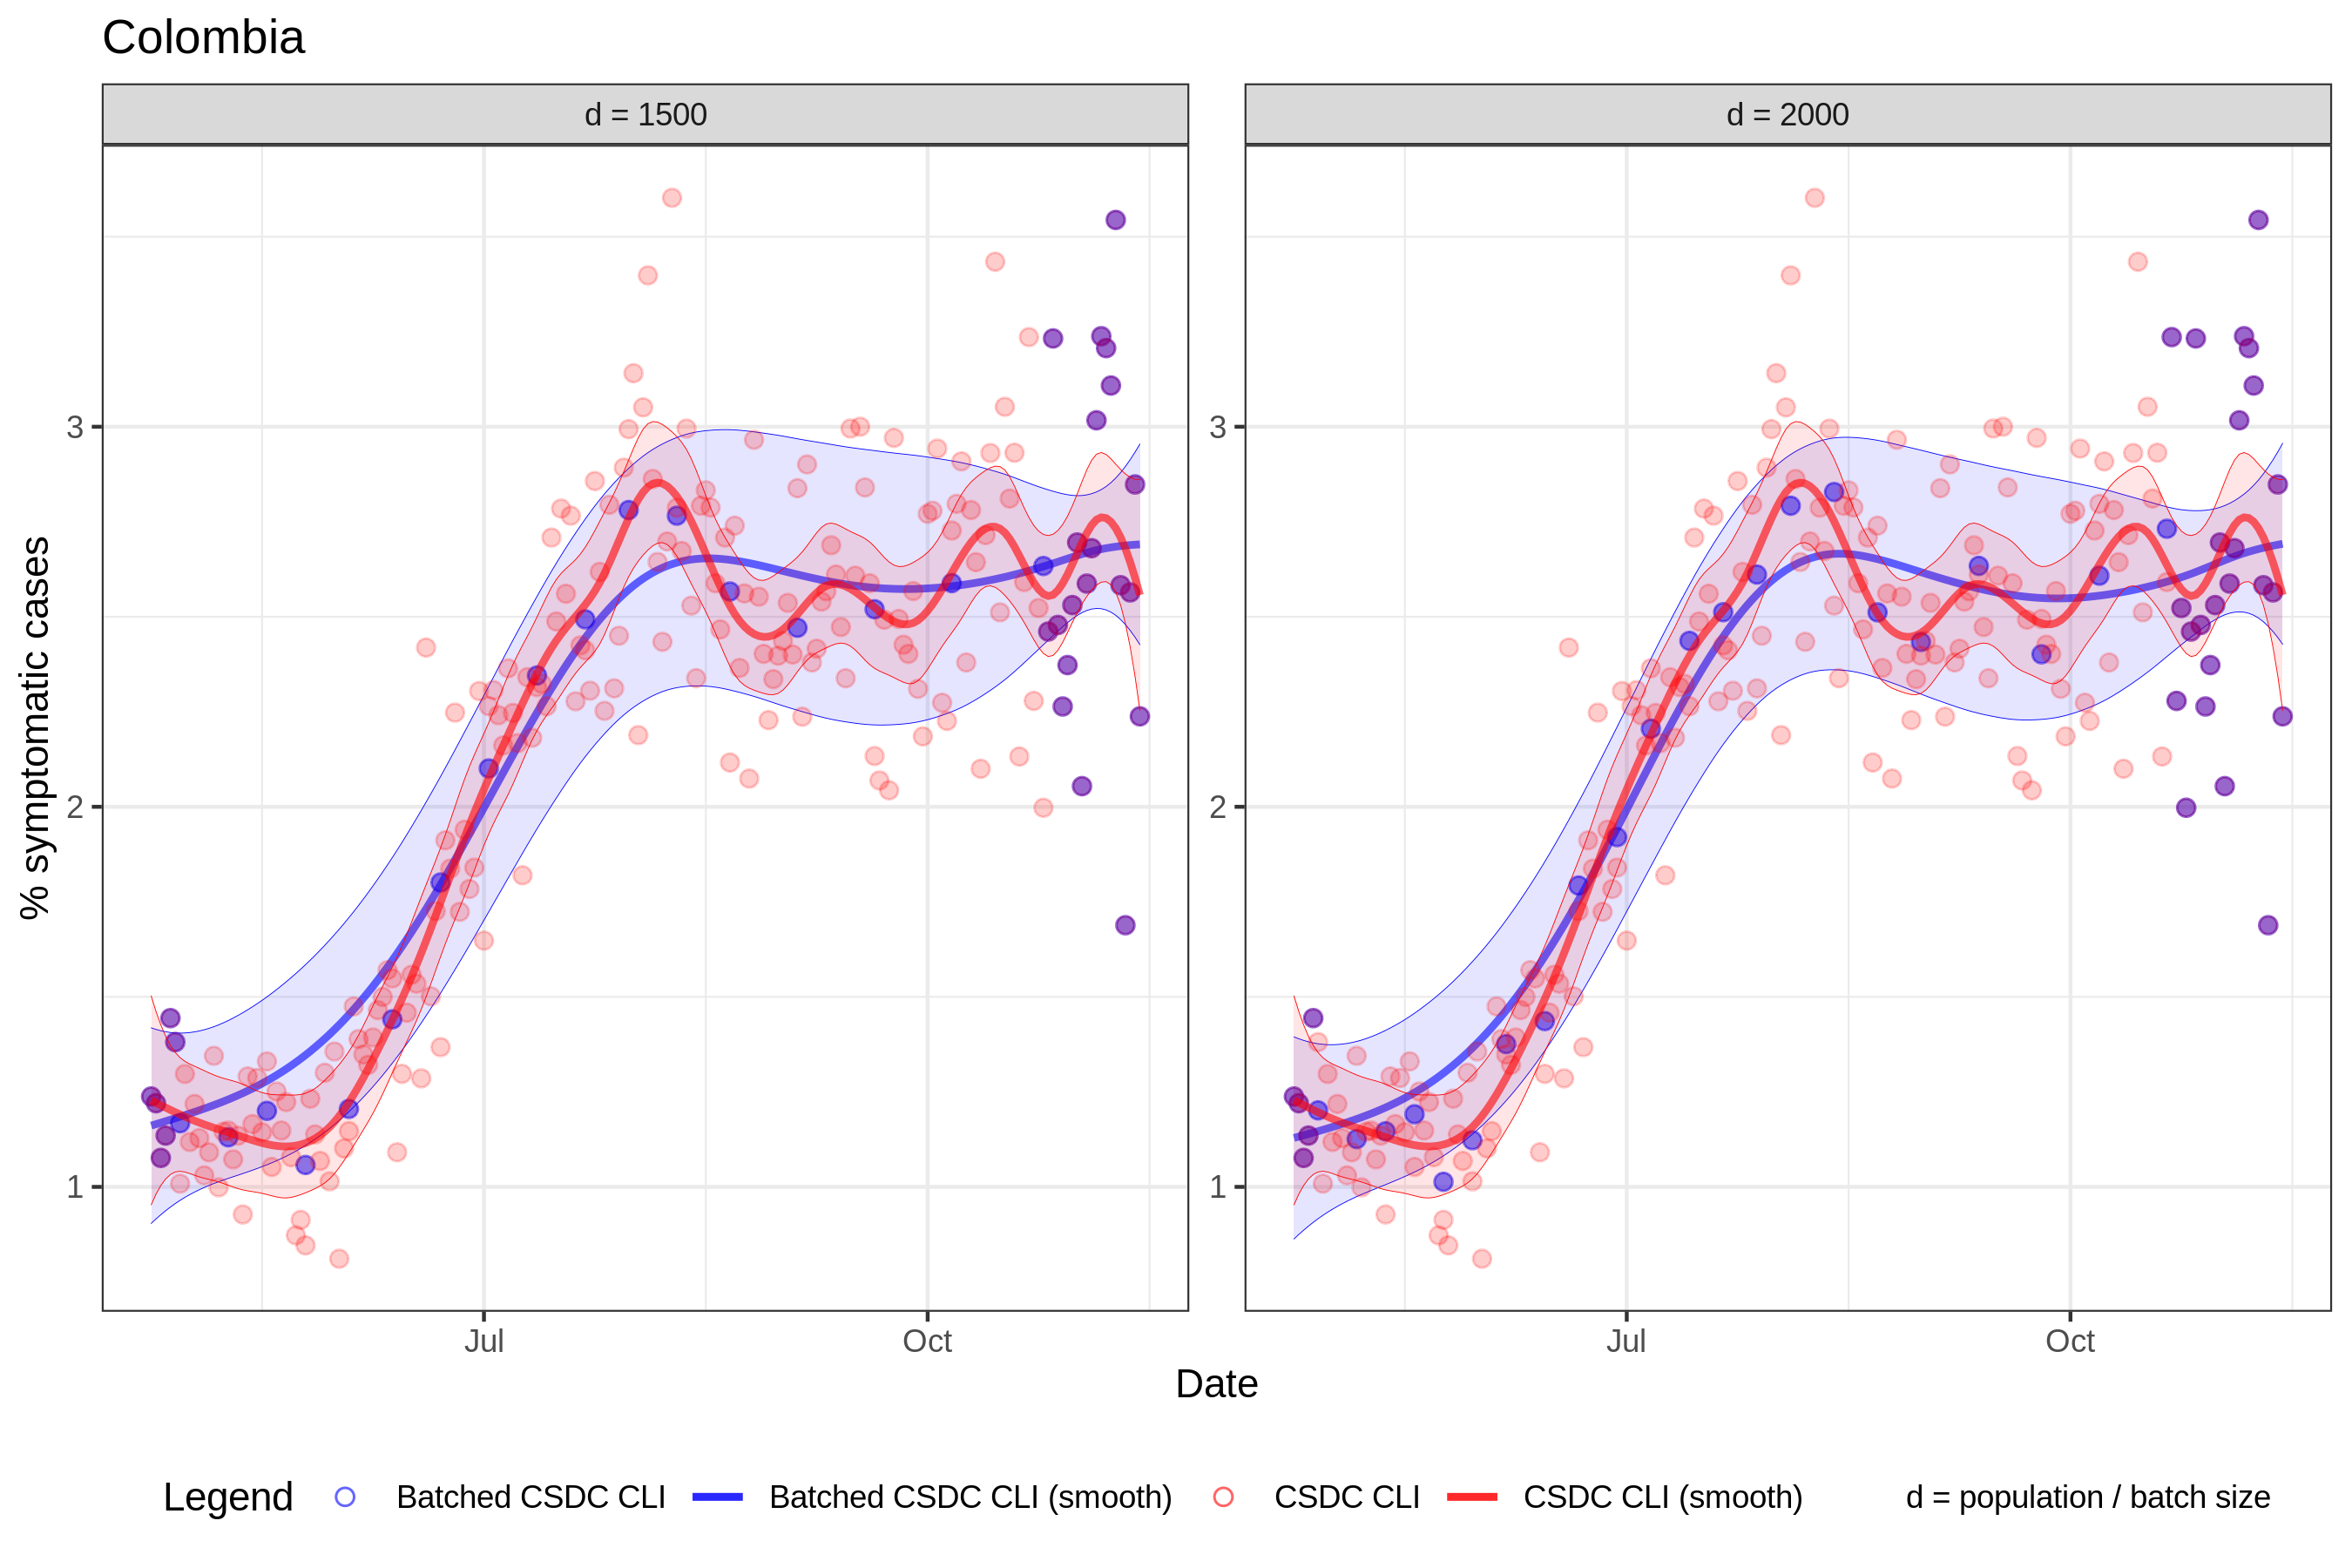 Colombia
d = 1500
d = 2000
% symptomatic cases
3
2
1
3
2
1
Jul
Oct
Jul
Oct
Date
Legend Batched CSDC CLI Batched CSDC CLI (smooth) CSDC CLI CSDC CLI (smooth) d = population / batch size